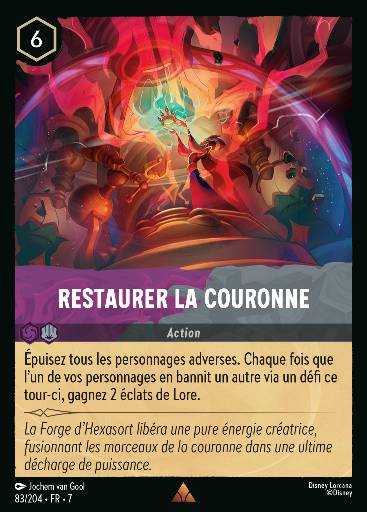 6
RESTAURER LA COURONNE
Action
Épuisez tous les personnages adverses. Chaque fois que
l'un de vos personnages en bannit un autre via un défi ce
tour-ci, gagnez 2 éclats de Lore.
La Forge d'Hexasort libéra une pure énergie créatrice,
fusionnant les morceaux de la couronne dans une ultime
décharge de puissance.
Jochem van Gool
Disney Lorcana
83/204 • FR • 7
©Disney